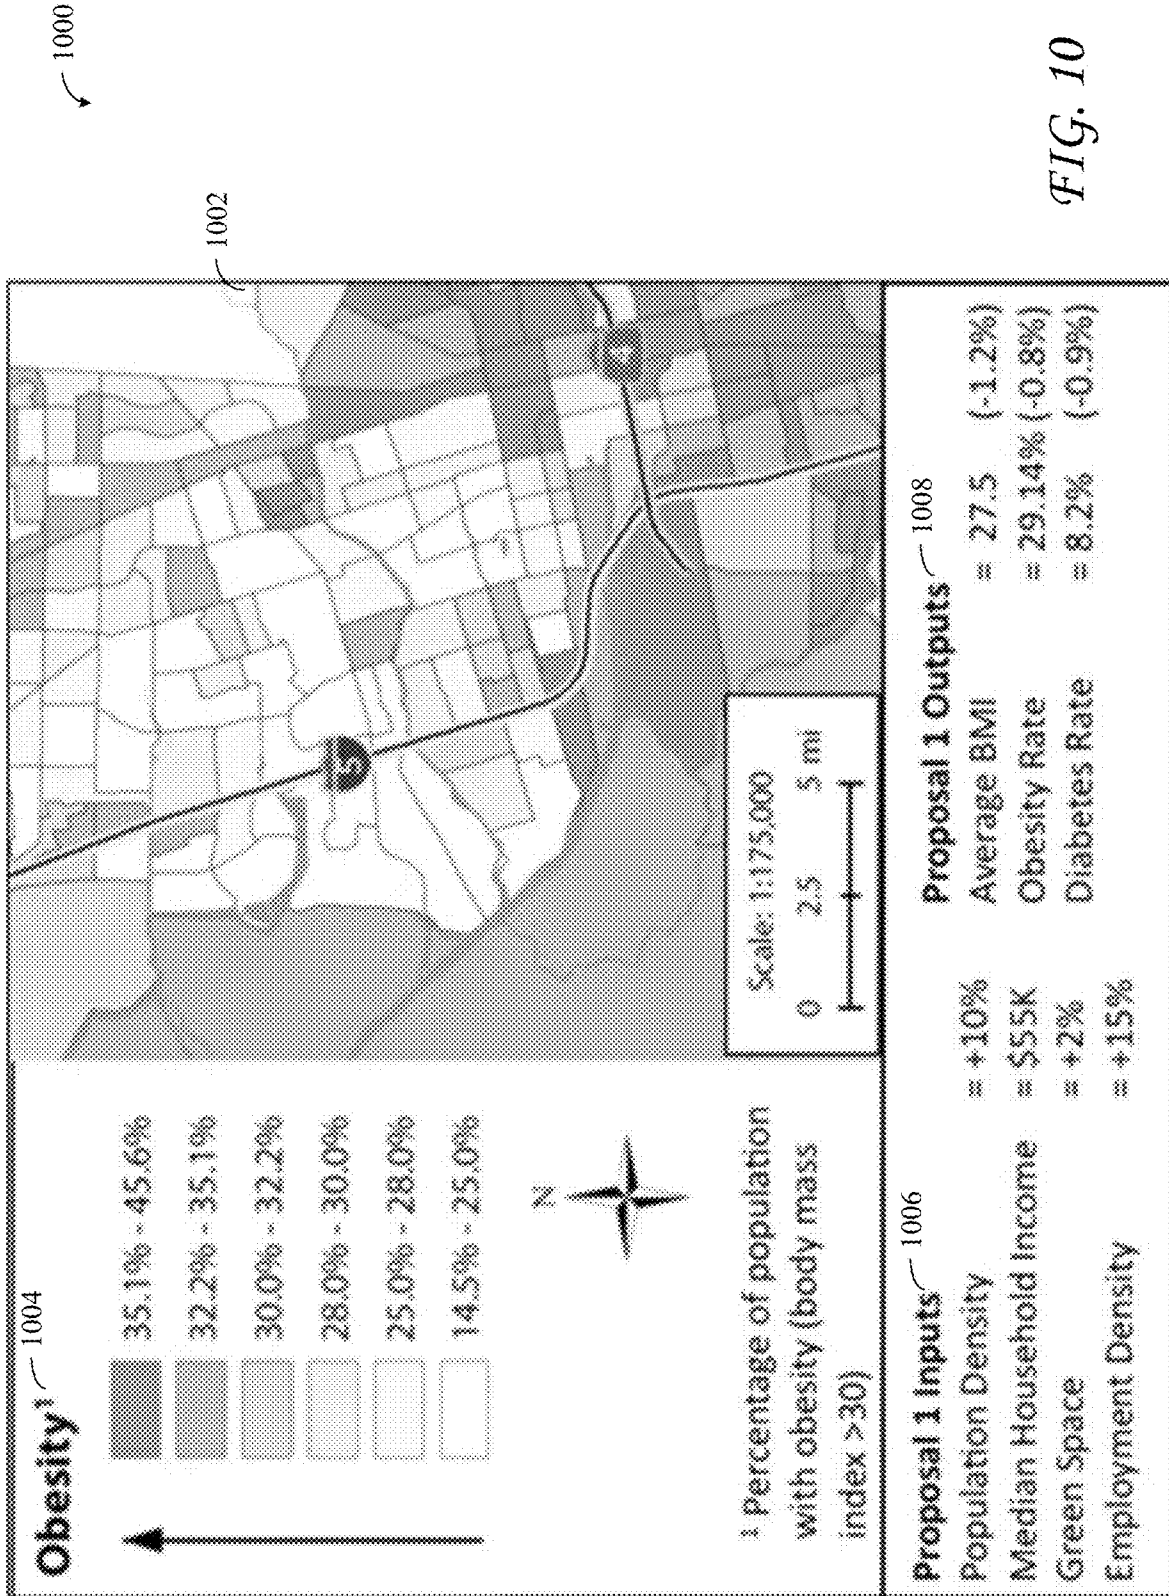 1000
1002
Obesity¹ 1004
35.1% - 45.6%
32.2% - 35.1%
30.0% - 32.2%
28.0% - 30.0%
25.0% - 28.0%
14.5% - 25.0%
N
¹ Percentage of population
with obesity (body mass
index >30)
5
Scale: 1:175,000
0 2.5 5 mi
Proposal 1 Inputs 1006
Population Density = +10%
Median Household Income = $55K
Green Space = +2%
Employment Density = +15%
Proposal 1 Outputs 1008
Average BMI = 27.5 (-1.2%)
Obesity Rate = 29.14% (-0.8%)
Diabetes Rate = 8.2% (-0.9%)
FIG. 10